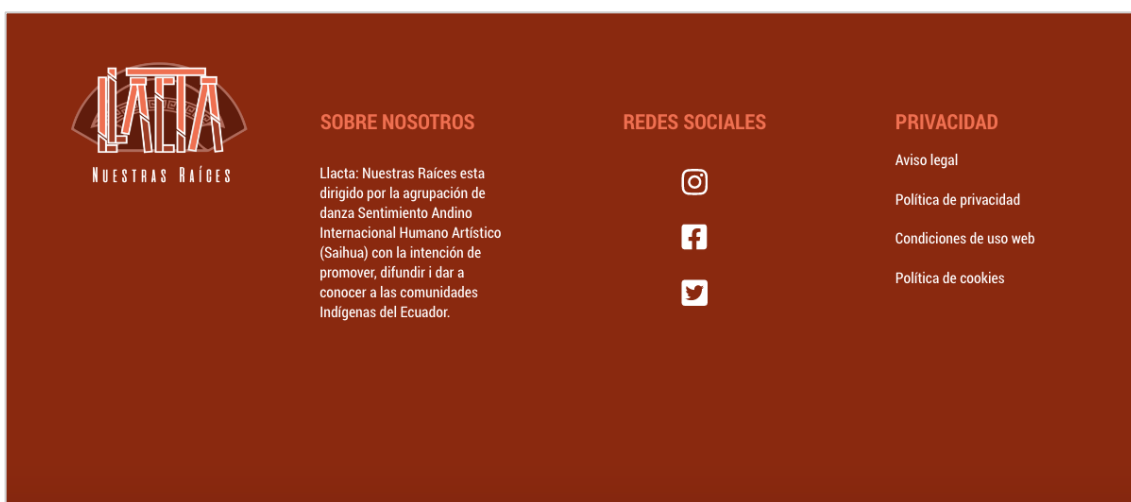 LLACTA
NUESTRAS RAÍCES
SOBRE NOSOTROS
Llacta: Nuestras Raíces esta
dirigido por la agrupación de
danza Sentimiento Andino
Internacional Humano Artístico
(Saihua) con la intención de
promover, difundir i dar a
conocer a las comunidades
Indígenas del Ecuador.
REDES SOCIALES
PRIVACIDAD
Aviso legal
Política de privacidad
Condiciones de uso web
Política de cookies